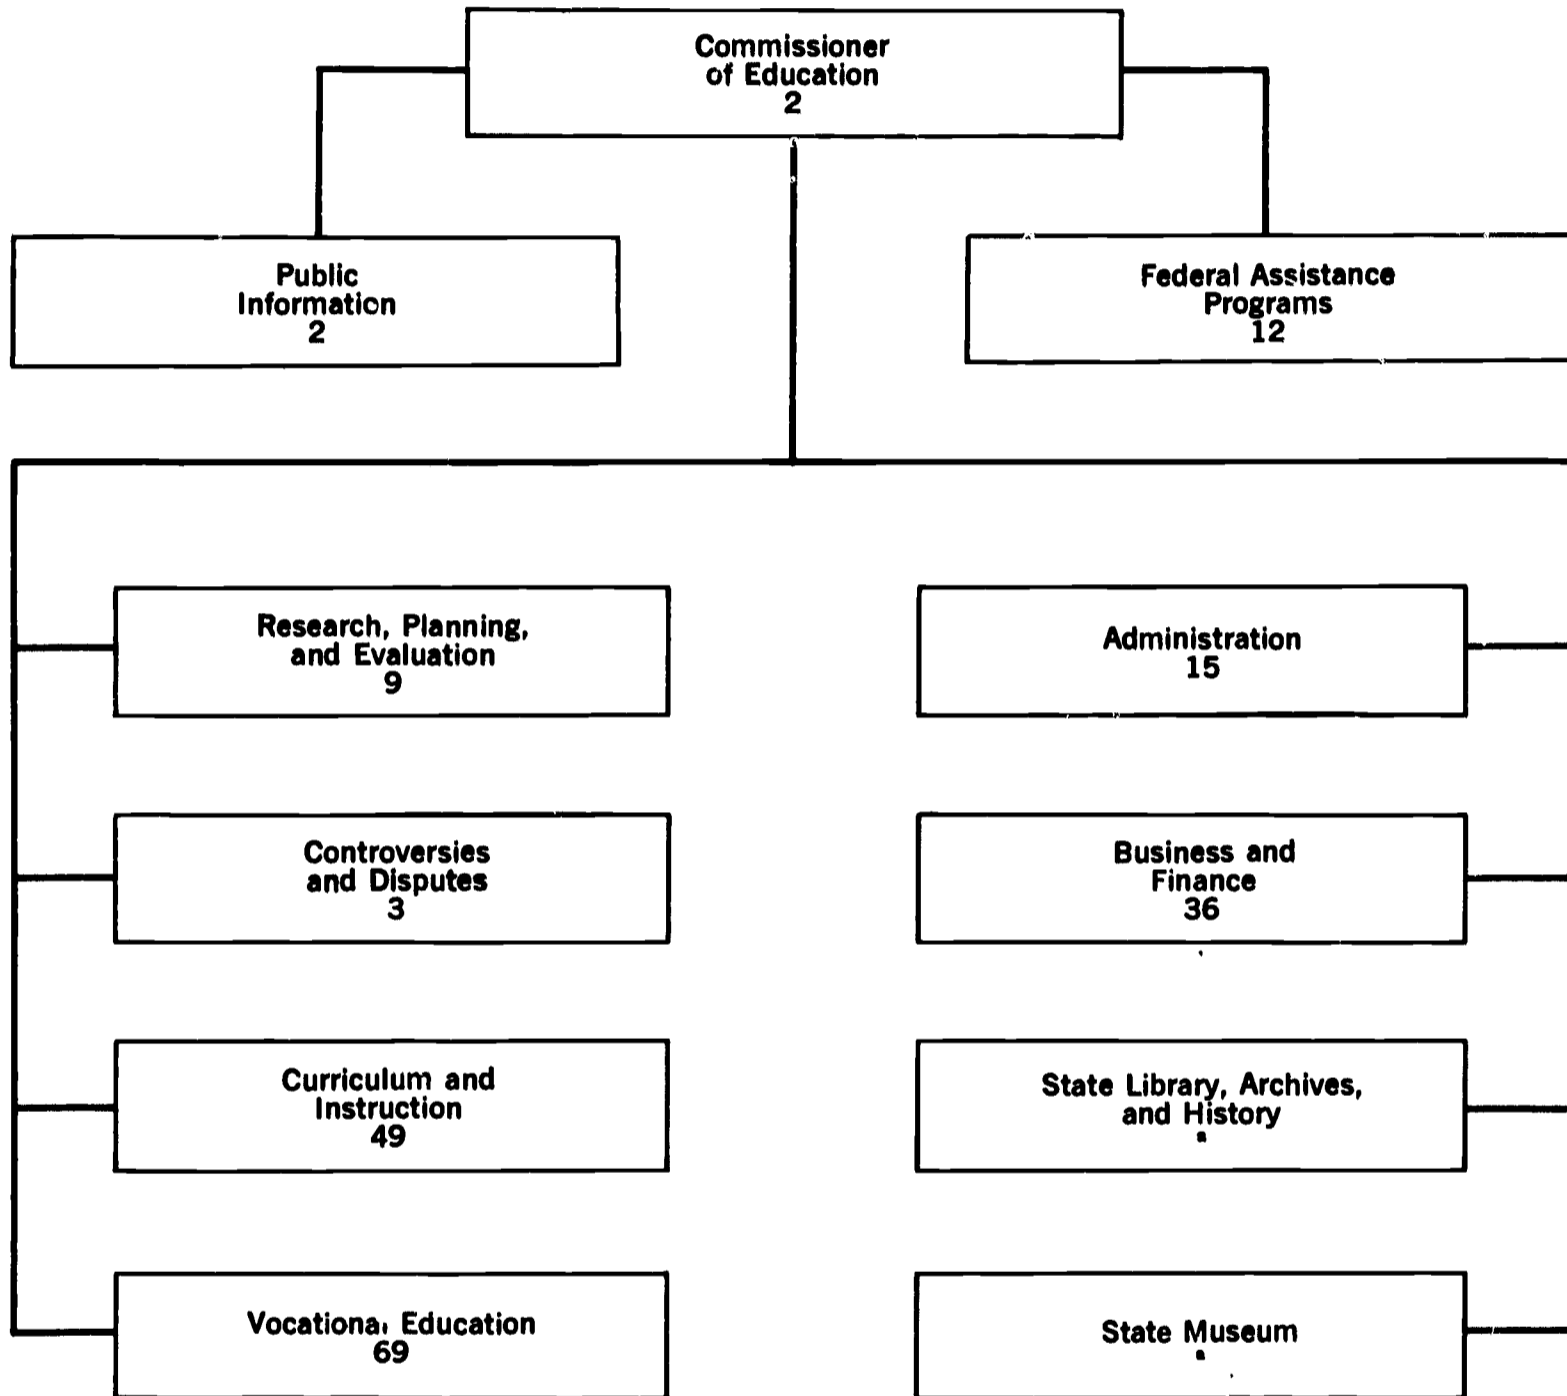 Commissioner
of Education
2
Public
Information
2
Federal Assistance
Programs
12
Research, Planning,
and Evaluation
9
Administration
15
Controversies
and Disputes
3
Business and
Finance
36
Curriculum and
Instruction
49
State Library, Archives,
and History
Vocational Education
69
State Museum